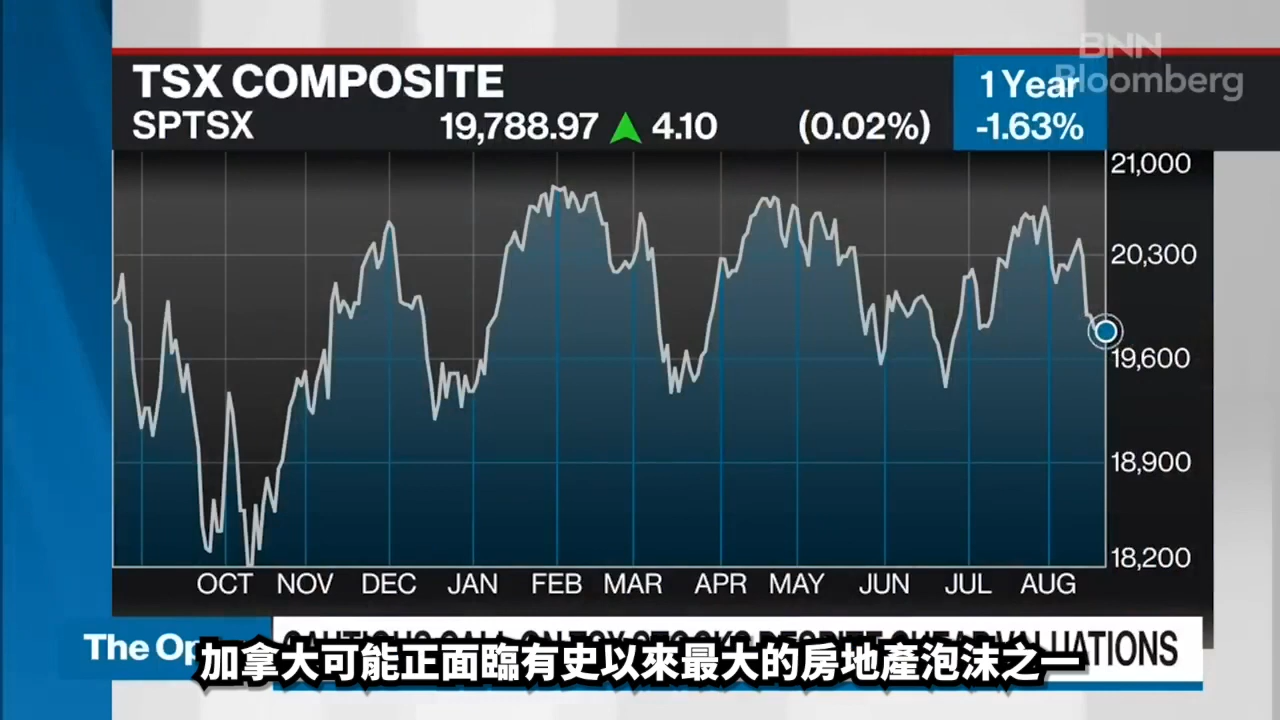 BNN
Bloomberg
TSX COMPOSITE
SPTSX 19,788.97 ▲ 4.10 (0.02%)
1 Year
-1.63%
21,000
20,300
19,600
18,900
18,200
OCT NOV DEC JAN FEB MAR APR MAY JUN JUL AUG
The
加拿大可能正面臨有史以來最大的房地產泡沫之一